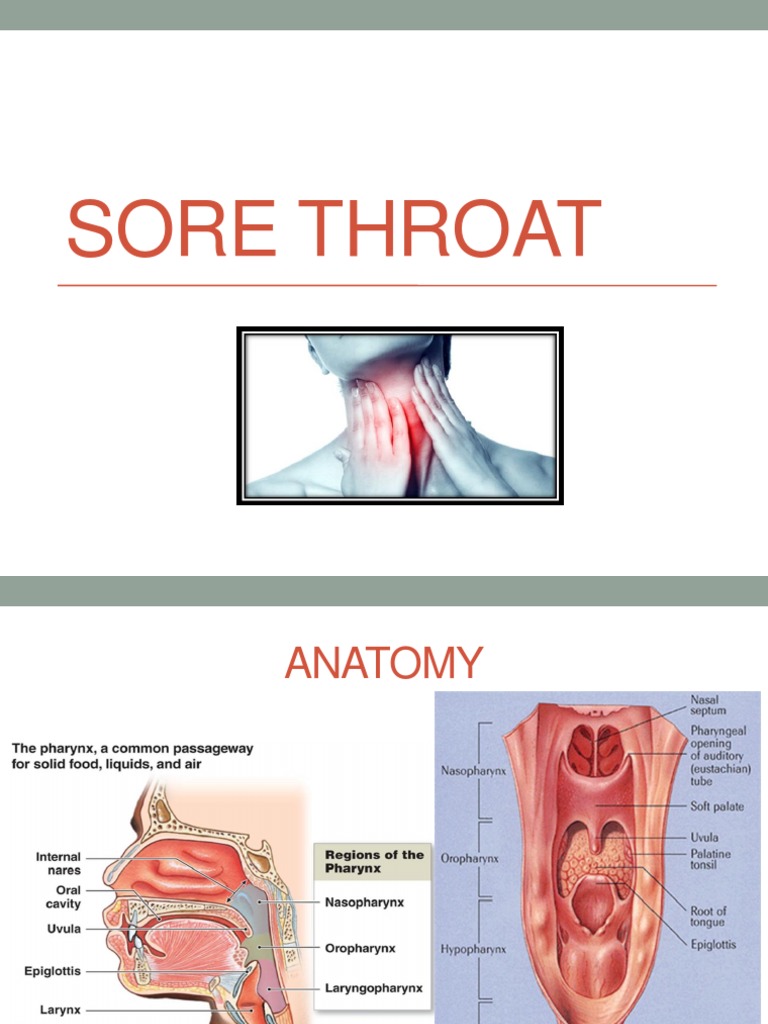 SORE THROAT
ANATOMY
The pharynx, a common passageway
for solid food, liquids, and air
Internal
nares
Oral
cavity
Uvula
Epiglottis
Larynx
Regions of the
Pharynx
Nasopharynx
Oropharynx
Laryngopharynx
Nasopharynx
Oropharynx
Hypopharynx
Nasal
septum
Pharyngeal
opening
of auditory
(eustachian)
tube
Soft palate
Uvula
Palatine
tonsil
Root of
tongue
Epiglottis